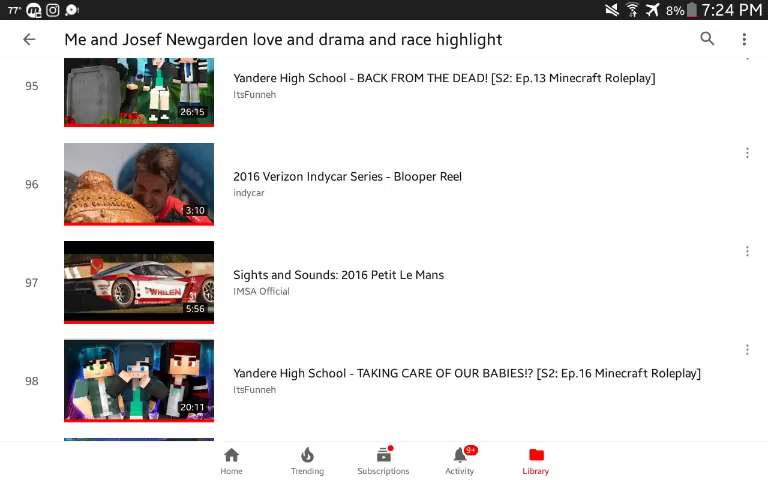 77°
8%
7:24 PM
Me and Josef Newgarden love and drama and race highlight
95
26:15
Yandere High School - BACK FROM THE DEAD! [S2: Ep.13 Minecraft Roleplay]
ItsFunneh
96
3:10
2016 Verizon Indycar Series - Blooper Reel
indycar
97
WHELEN
5:56
Sights and Sounds: 2016 Petit Le Mans
IMSA Official
98
20:11
Yandere High School - TAKING CARE OF OUR BABIES!? [S2: Ep.16 Minecraft Roleplay]
ItsFunneh
9+
Home
Trending
Subscriptions
Activity
Library